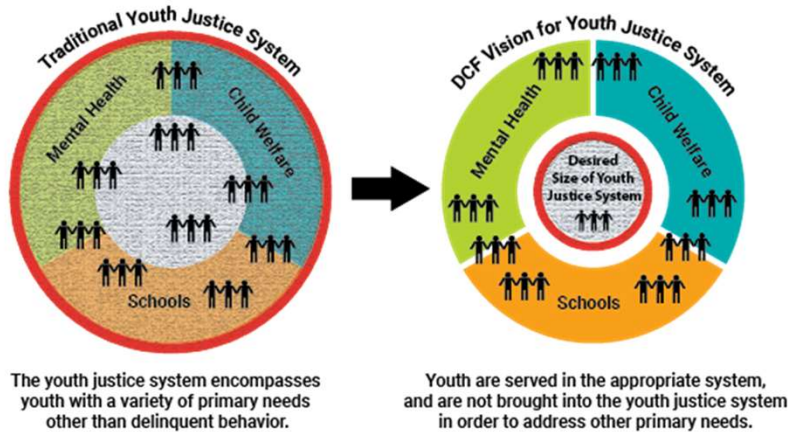 Traditional Youth Justice System
Mental Health
Child Welfare
Schools
The youth justice system encompasses
youth with a variety of primary needs
other than delinquent behavior.
DCF Vision for Youth Justice System
Mental Health
Child Welfare
Desired
Size of Youth
Justice System
Schools
Youth are served in the appropriate system,
and are not brought into the youth justice system
in order to address other primary needs.